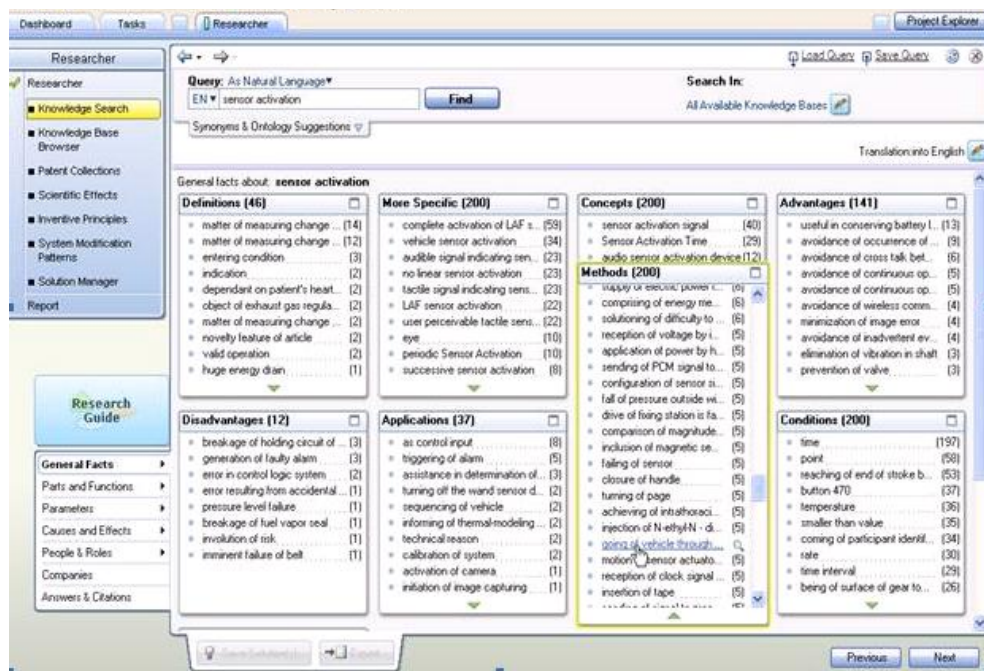 Dashboard
Tasks
Researcher
Project Explorer
Researcher
Researcher
Knowledge Search
Knowledge Base
Browser
Patent Collections
Scientific Effects
Inventive Principles
System Modification
Patterns
Solution Manager
Report
Research
Guide
General Facts
Parts and Functions
Parameters
Causes and Effects
People & Roles
Companies
Answers & Citations
Load Query Save Query
Query: As Natural Language
EN sensor activation
Find
Search In:
All Available Knowledge Bases
Synonyms & Ontology Suggestions
Translation into English
General facts about: sensor activation
Definitions (46)
matter of measuring change ... (14)
matter of measuring change ... (12)
entering condition (3)
indication (2)
dependant on patient's heart... (2)
object of exhaust gas regula... (2)
matter of measuring change ... (2)
novelty feature of article (2)
valid operation (2)
huge energy drain (1)
More Specific (200)
complete activation of LAF s... (59)
vehicle sensor activation (34)
audible signal indicating sen... (23)
no linear sensor activation (23)
tactile signal indicating sens... (23)
LAF sensor activation (22)
user perceivable tactile sens... (22)
eye (10)
periodic Sensor Activation (10)
successive sensor activation (8)
Concepts (200)
sensor activation signal (40)
Sensor Activation Time (29)
audio sensor activation device (12)
Methods (200)
supply of electric power t... (6)
comprising of energy me... (6)
solutioning of difficulty to ... (6)
reception of voltage by i... (5)
application of power by h... (5)
sending of PCM signal to... (5)
configuration of sensor si... (5)
fall of pressure outside wi... (5)
drive of fixing station is fa... (5)
comparison of magnitude... (5)
inclusion of magnetic se... (5)
failing of sensor (5)
closure of handle (5)
turning of page (5)
achieving of intrathoraci... (5)
injection of N-ethyl-N - di... (5)
going of vehicle through ...
motion sensor actuato... (5)
reception of clock signal ... (5)
insertion of tape (5)
Advantages (141)
useful in conserving battery l... (13)
avoidance of occurrence of ... (9)
avoidance of cross talk bet... (6)
avoidance of continuous op... (5)
avoidance of continuous op... (5)
avoidance of wireless comm... (4)
minimization of image error (4)
avoidance of inadvertent ev... (4)
elimination of vibration in shaft (3)
prevention of valve (3)
Disadvantages (12)
breakage of holding circuit of ... (3)
generation of faulty alarm (3)
error in control logic system (2)
error resulting from accidental ... (1)
pressure level failure (1)
breakage of fuel vapor seal (1)
involution of risk (1)
imminent failure of belt (1)
Applications (37)
as control input (8)
triggering of alarm (5)
assistance in determination of... (3)
turning off the wand sensor d... (2)
sequencing of vehicle (2)
informing of thermal-modeling ... (2)
technical reason (2)
calibration of system (2)
activation of camera (1)
initiation of image capturing (1)
Conditions (200)
time (197)
point (58)
reaching of end of stroke b... (53)
button 470 (37)
temperature (36)
smaller than value (35)
coming of participant identif... (34)
rate (30)
time interval (29)
being of surface of gear to... (26)
Previous
Next